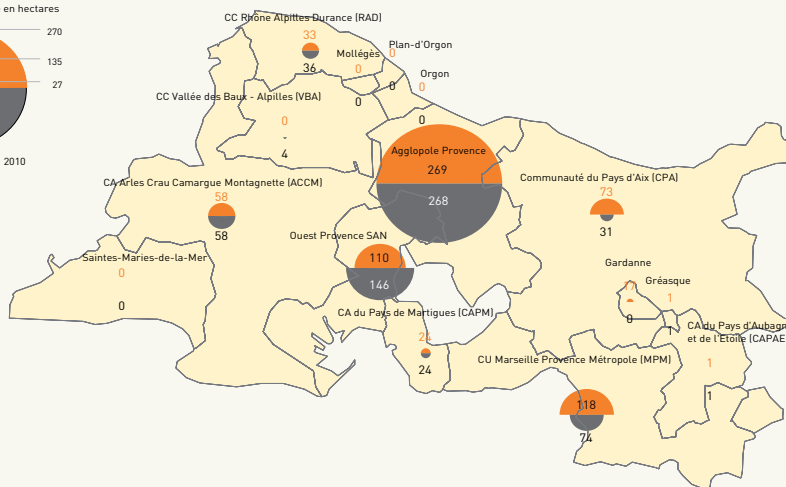 en hectares
270
135
27
2010
CC Rhône Alpilles Durance (RAD)
33
36
Mollégès
0
0
Plan-d'Orgon
0
0
Orgon
0
0
CC Vallée des Baux - Alpilles (VBA)
0
-
4
Agglopole Provence
269
268
CA Arles Crau Camargue Montagnette (ACCM)
58
58
Communauté du Pays d'Aix (CPA)
73
31
Ouest Provence SAN
110
146
Saintes-Maries-de-la-Mer
0
0
Gardanne
17
0
Gréasque
1
1
CA du Pays de Martigues (CAPM)
24
24
CA du Pays d'Aubagn
et de l'Etoile (CAPAE
1
1
CU Marseille Provence Métropole (MPM)
118
74